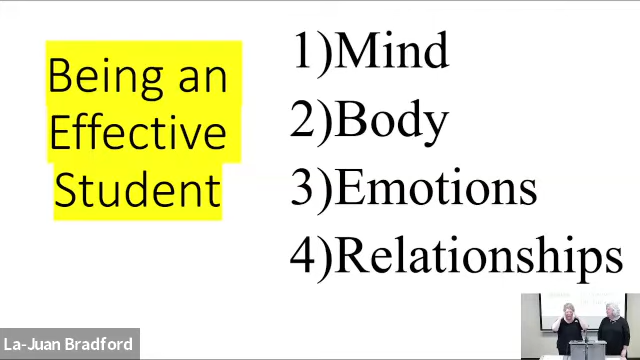 Being an
Effective
Student
1)Mind
2)Body
3)Emotions
4)Relationships
La-Juan Bradford